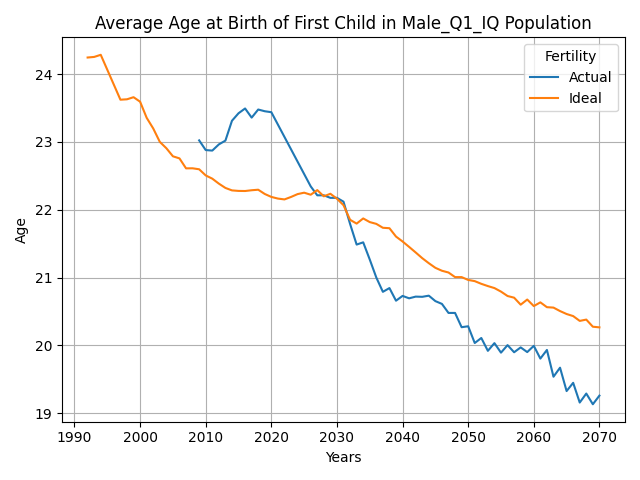 Average Age at Birth of First Child in Male_Q1_IQ Population
Fertility
Actual
Ideal
Age
24
23
22
21
20
19
1990 2000 2010 2020 2030 2040 2050 2060 2070
Years